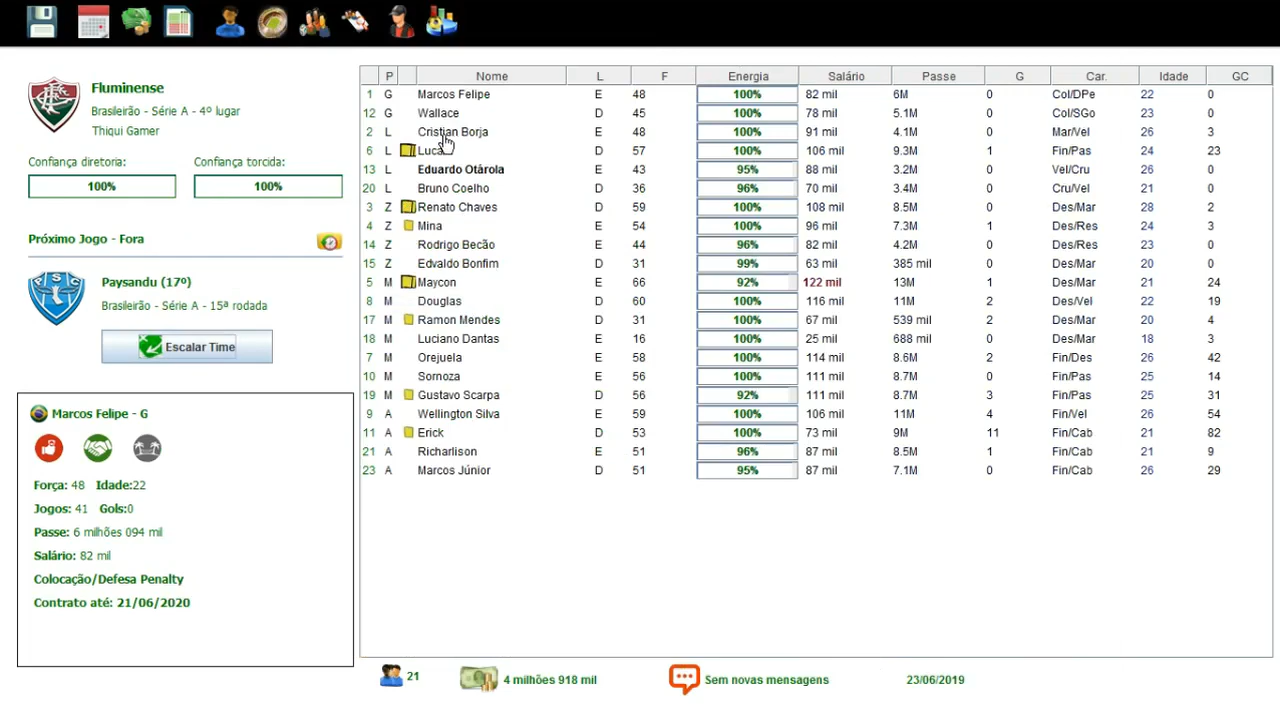 Fluminense
Brasileirão - Série A - 4º lugar
Thiqui Gamer
Confiança diretoria: Confiança torcida:
100% 100%
Próximo Jogo - Fora
PSC
Paysandu (17º)
Brasileirão - Série A - 15ª rodada
Escalar Time
Marcos Felipe - G
Força: 48 Idade:22
Jogos: 41 Gols:0
Passe: 6 milhões 094 mil
Salário: 82 mil
Colocação/Defesa Penalty
Contrato até: 21/06/2020
P Nome L F Energia Salário Passe G Car. Idade GC
1 G Marcos Felipe E 48 100% 82 mil 6M 0 Col/DPe 22 0
12 G Wallace D 45 100% 78 mil 5.1M 0 Col/SGo 23 0
2 L Cristian Borja E 48 100% 91 mil 4.1M 0 Mar/Vel 26 3
6 L D 57 100% 106 mil 9.3M 1 Fin/Pas 24 23
13 L Eduardo Otárola E 43 95% 88 mil 3.2M 0 Vel/Cru 26 0
20 L Bruno Coelho D 36 96% 70 mil 3.4M 0 Cru/Vel 21 0
3 Z Renato Chaves D 59 100% 108 mil 8.5M 0 Des/Mar 28 2
4 Z Mina E 54 100% 96 mil 7.3M 1 Des/Res 24 3
14 Z Rodrigo Becão E 44 96% 82 mil 4.2M 0 Des/Res 23 0
15 Z Edvaldo Bonfim D 31 99% 63 mil 385 mil 0 Des/Mar 20 0
5 M Maycon E 66 92% 122 mil 13M 1 Des/Mar 21 24
8 M Douglas D 60 100% 116 mil 11M 2 Des/Vel 22 19
17 M Ramon Mendes D 31 100% 67 mil 539 mil 2 Des/Mar 20 4
18 M Luciano Dantas E 16 100% 25 mil 688 mil 0 Des/Mar 18 3
7 M Orejuela E 58 100% 114 mil 8.6M 2 Fin/Des 26 42
10 M Sornoza E 56 100% 111 mil 8.7M 0 Fin/Pas 25 14
19 M Gustavo Scarpa D 56 92% 111 mil 8.7M 3 Fin/Pas 25 31
9 A Wellington Silva E 59 100% 106 mil 11M 4 Fin/Vel 26 54
11 A Erick D 53 100% 73 mil 9M 11 Fin/Cab 21 82
21 A Richarlison E 51 96% 87 mil 8.5M 1 Fin/Cab 21 9
23 A Marcos Júnior D 51 95% 87 mil 7.1M 0 Fin/Cab 26 29
21 4 milhões 918 mil Sem novas mensagens 23/06/2019